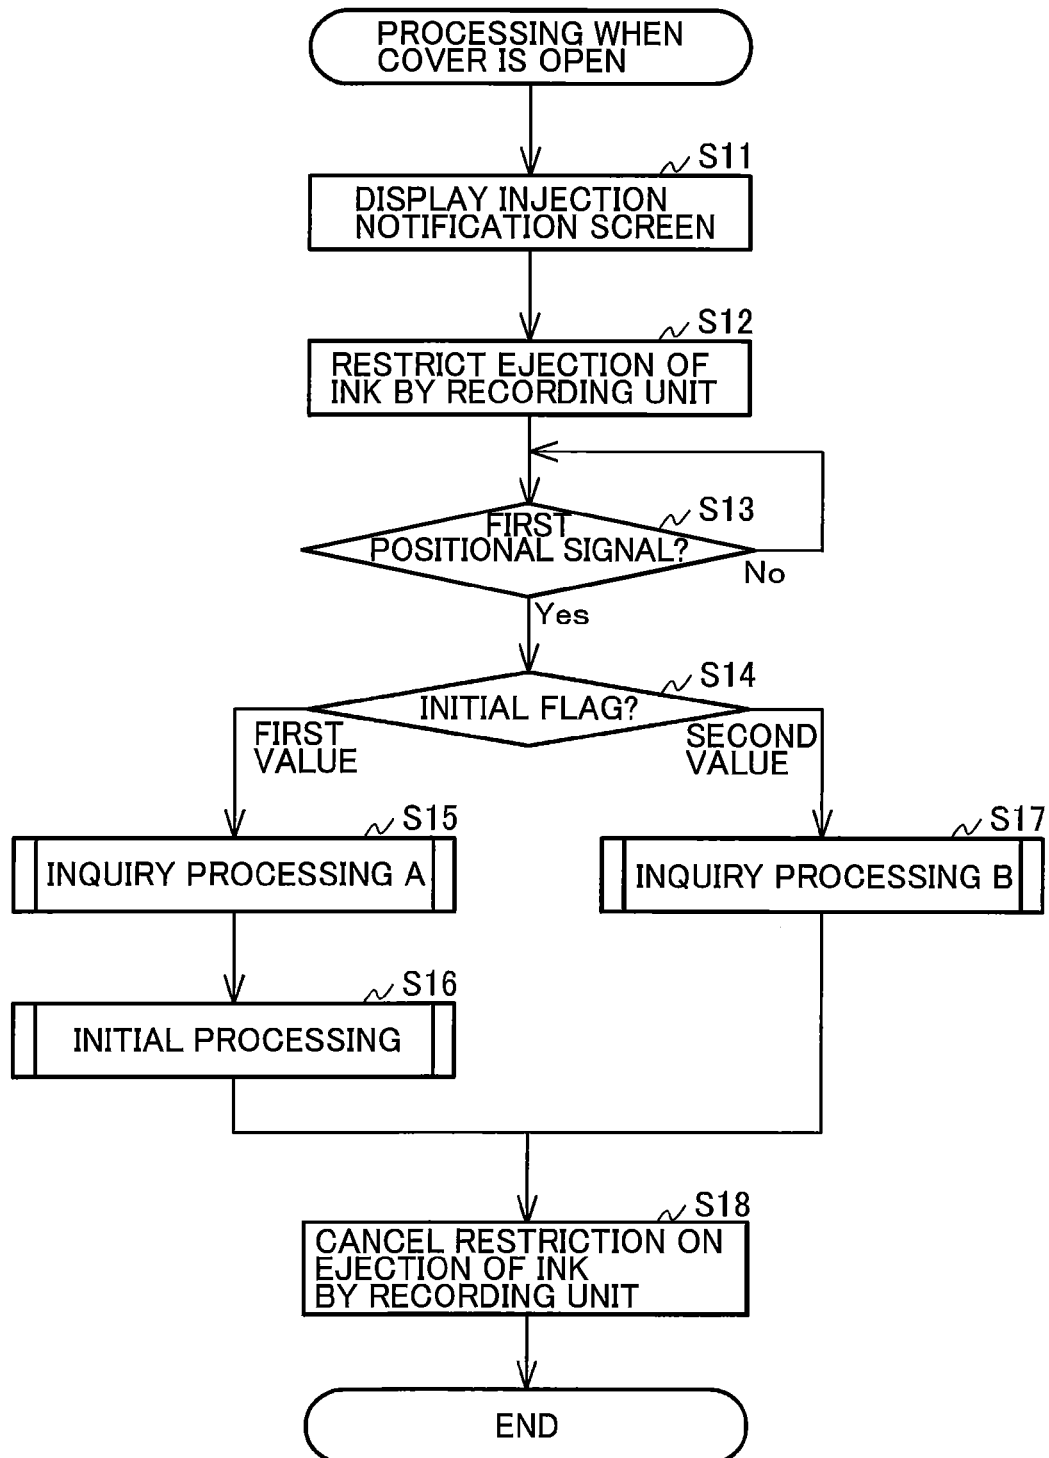 PROCESSING WHEN
COVER IS OPEN
S11
DISPLAY INJECTION
NOTIFICATION SCREEN
S12
RESTRICT EJECTION OF
INK BY RECORDING UNIT
S13
FIRST
POSITIONAL SIGNAL?
No
Yes
S14
INITIAL FLAG?
FIRST
VALUE
SECOND
VALUE
S15
INQUIRY PROCESSING A
S17
INQUIRY PROCESSING B
S16
INITIAL PROCESSING
S18
CANCEL RESTRICTION ON
EJECTION OF INK
BY RECORDING UNIT
END